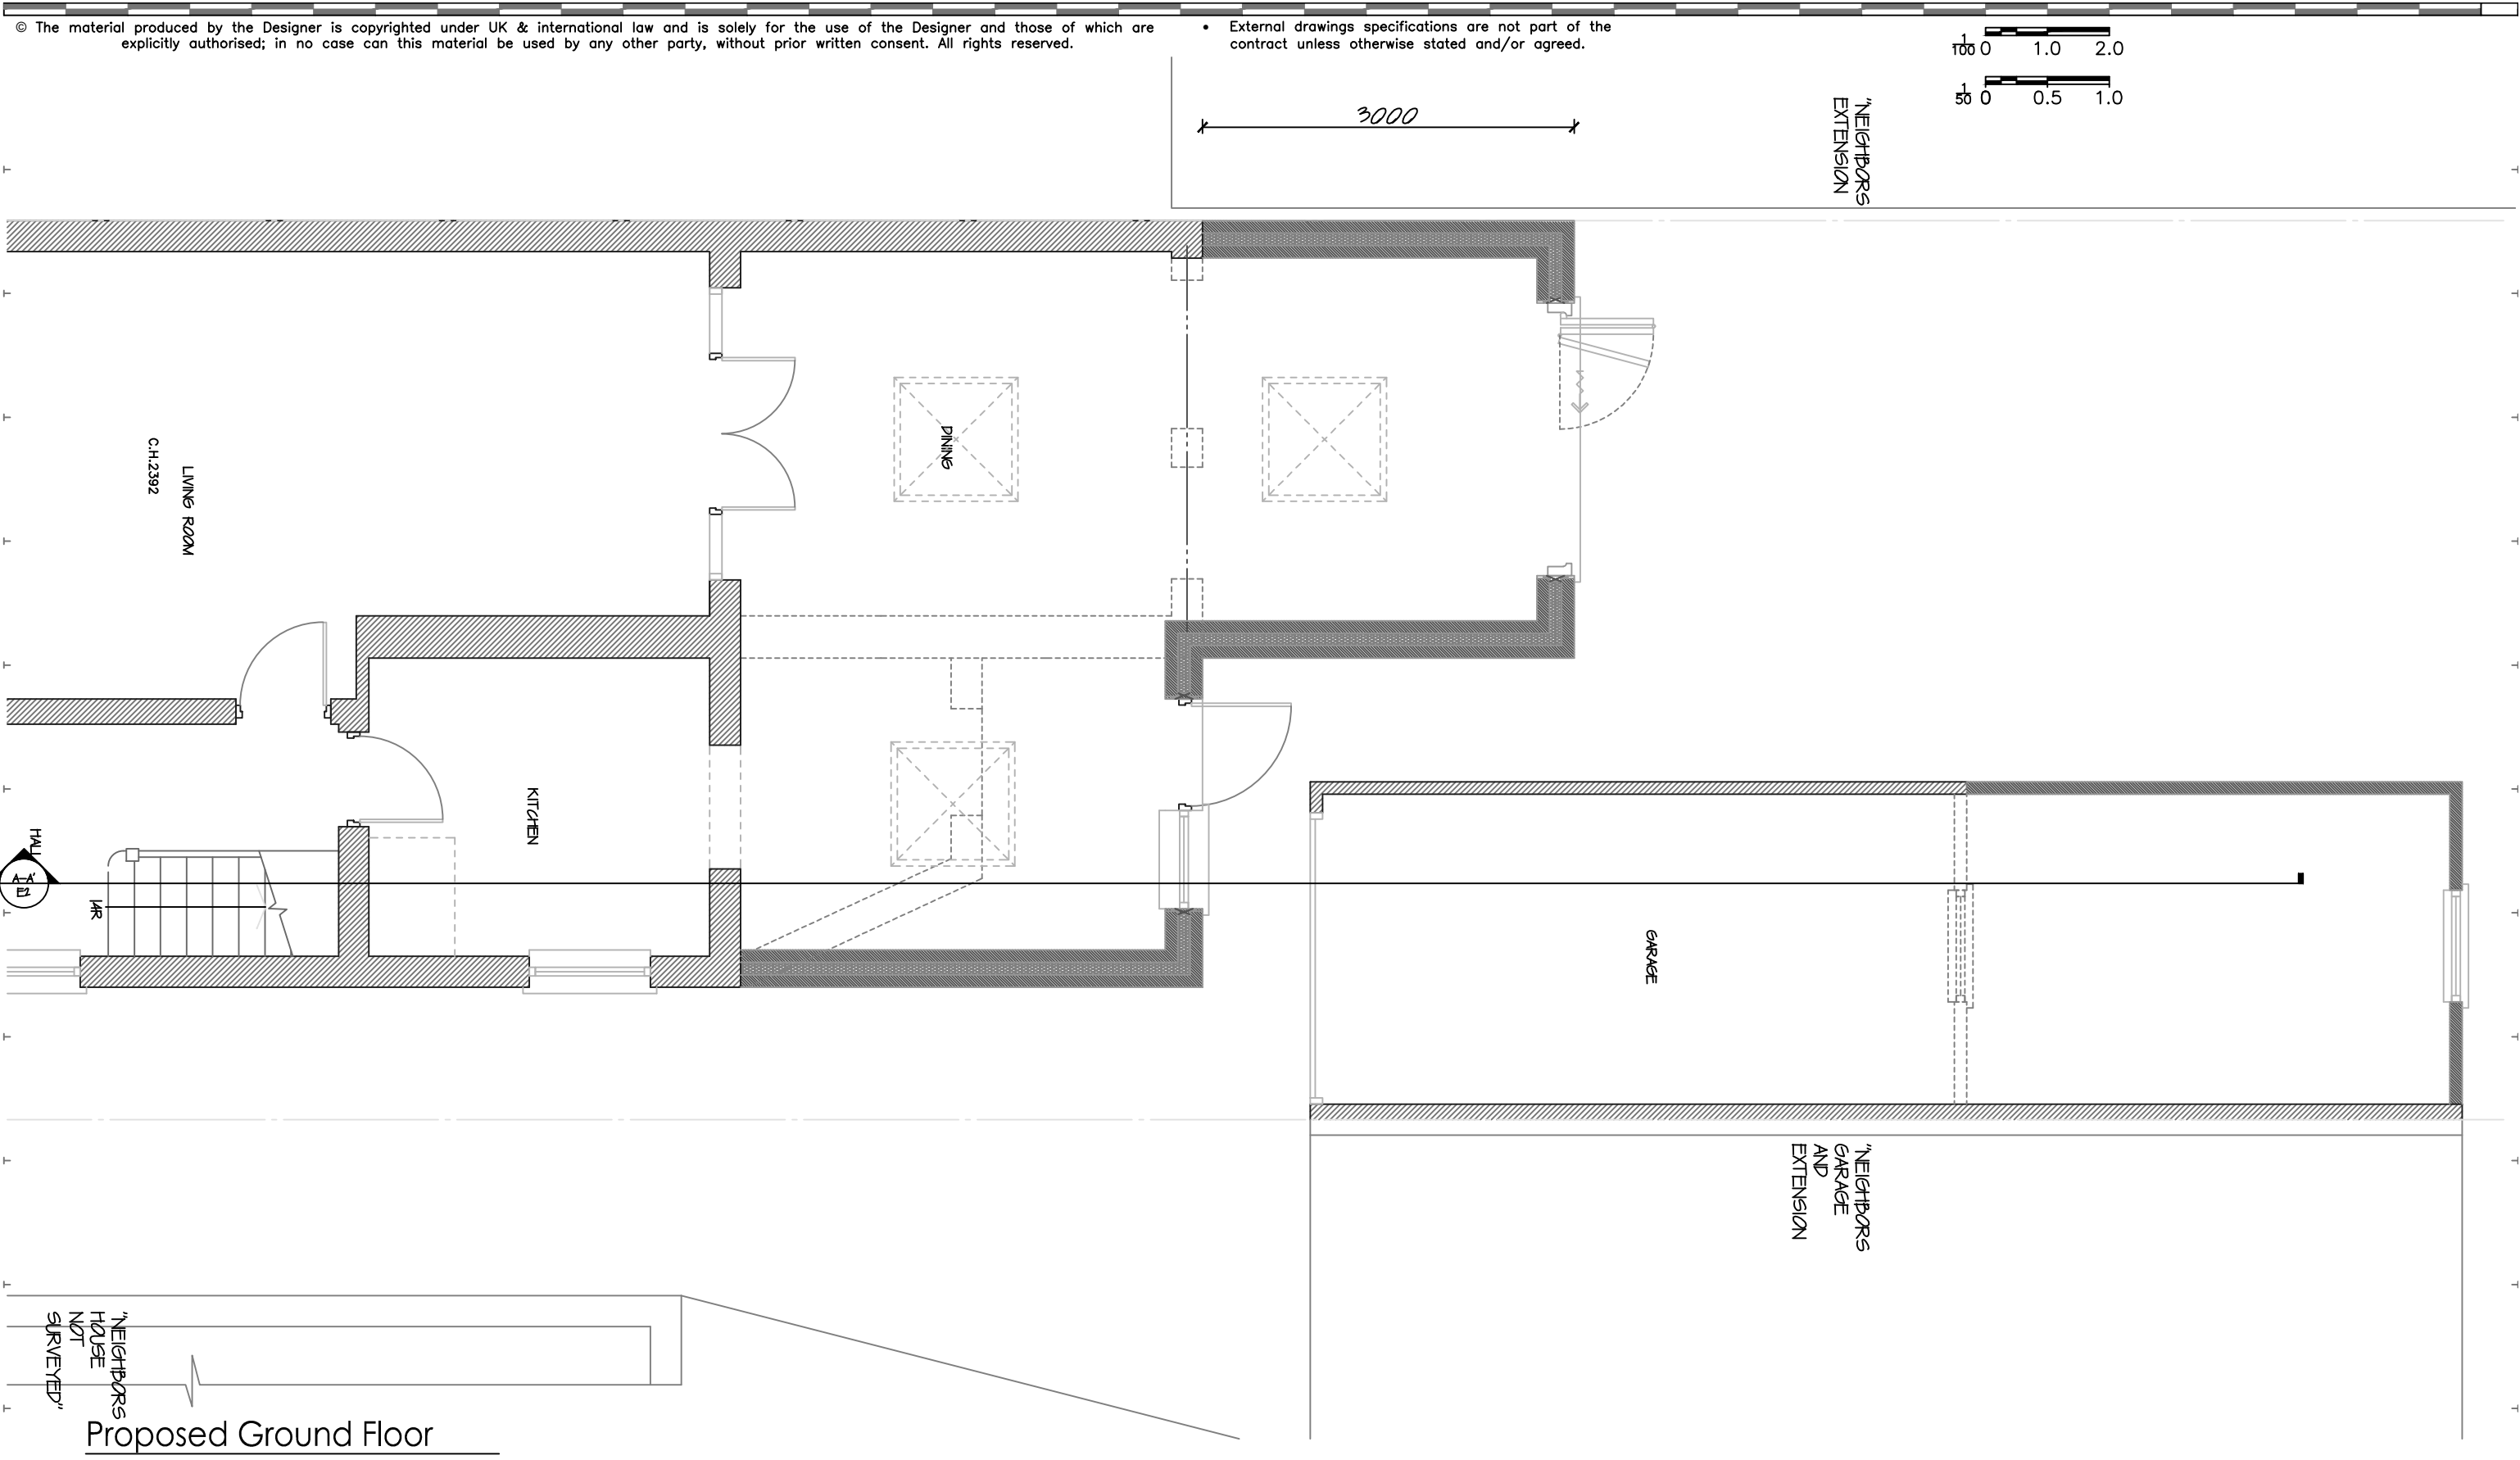 © The material produced by the Designer is copyrighted under UK & international law and is solely for the use of the Designer and those of which are
explicitly authorised; in no case can this material be used by any other party, without prior written consent. All rights reserved.
• External drawings specifications are not part of the
contract unless otherwise stated and/or agreed.
1/100 0 1.0 2.0
1/50 0 0.5 1.0
3000
"NEIGHBORS
EXTENSION
DINING
C.H.2392
LIVING ROOM
KITCHEN
HALL
A-A'
E2
14R
GARAGE
"NEIGHBORS
GARAGE
AND
EXTENSION
"NEIGHBORS
HOUSE
NOT
SURVEYED"
Proposed Ground Floor